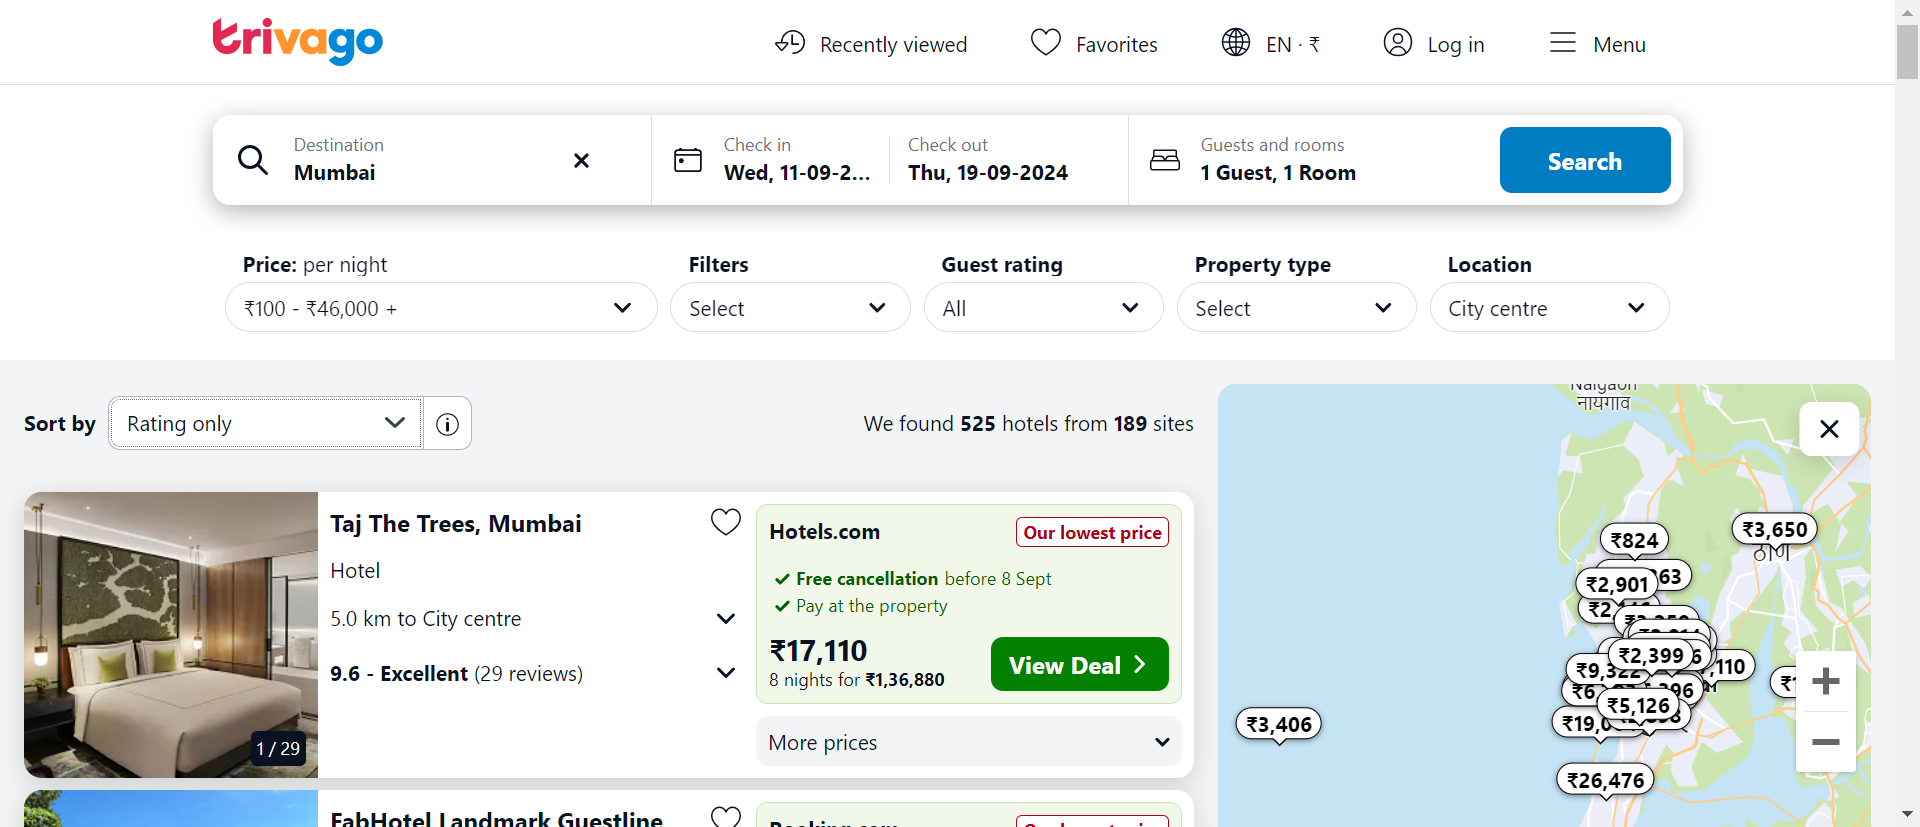 trivago
Recently viewed
Favorites
EN · ₹
Log in
Menu
Destination
Mumbai
Check in
Wed, 11-09-2...
Check out
Thu, 19-09-2024
Guests and rooms
1 Guest, 1 Room
Search
Price: per night
₹100 - ₹46,000 +
Filters
Select
Guest rating
All
Property type
Select
Location
City centre
Sort by
Rating only
We found 525 hotels from 189 sites
Taj The Trees, Mumbai
Hotel
5.0 km to City centre
9.6 - Excellent (29 reviews)
1 / 29
Hotels.com
Our lowest price
Free cancellation before 8 Sept
Pay at the property
₹17,110
8 nights for ₹1,36,880
View Deal
More prices
FabHotel Landmark Guestline
Booking.com
Our lowest price
Naigaon
नायगाव
₹824
₹3,650
ठाणे
₹2,901
63
₹2,399
₹9,322
110
₹5,126
₹3,406
₹26,476